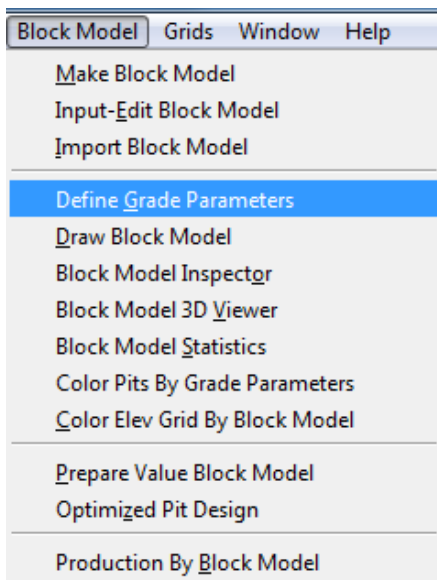 Block Model Grids Window Help
Make Block Model
Input-Edit Block Model
Import Block Model
Define Grade Parameters
Draw Block Model
Block Model Inspector
Block Model 3D Viewer
Block Model Statistics
Color Pits By Grade Parameters
Color Elev Grid By Block Model
Prepare Value Block Model
Optimized Pit Design
Production By Block Model